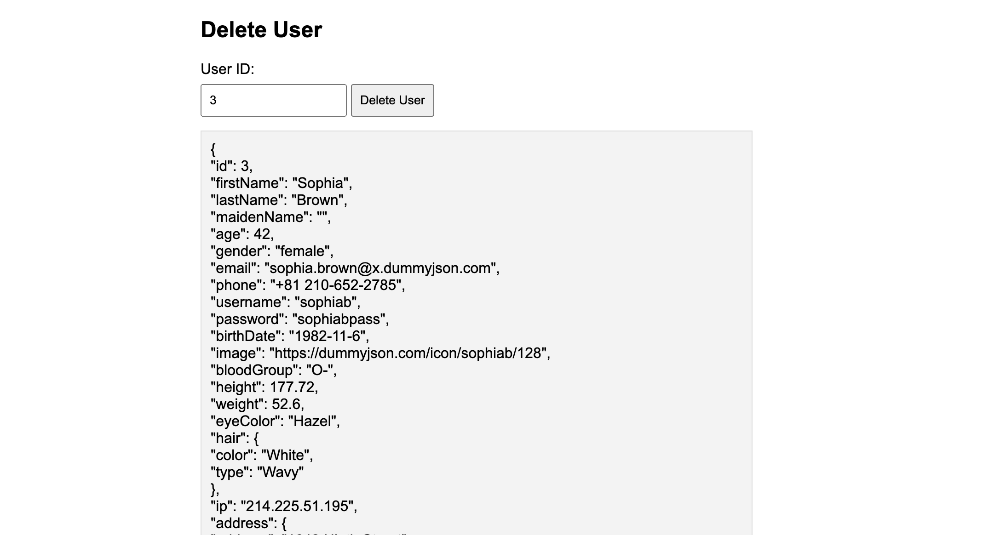 Delete User
User ID:
3
Delete User
{
"id": 3,
"firstName": "Sophia",
"lastName": "Brown",
"maidenName": "",
"age": 42,
"gender": "female",
"email": "sophia.brown@x.dummyjson.com",
"phone": "+81 210-652-2785",
"username": "sophiab",
"password": "sophiabpass",
"birthDate": "1982-11-6",
"image": "https://dummyjson.com/icon/sophiab/128",
"bloodGroup": "O-",
"height": 177.72,
"weight": 52.6,
"eyeColor": "Hazel",
"hair": {
"color": "White",
"type": "Wavy"
},
"ip": "214.225.51.195",
"address": {